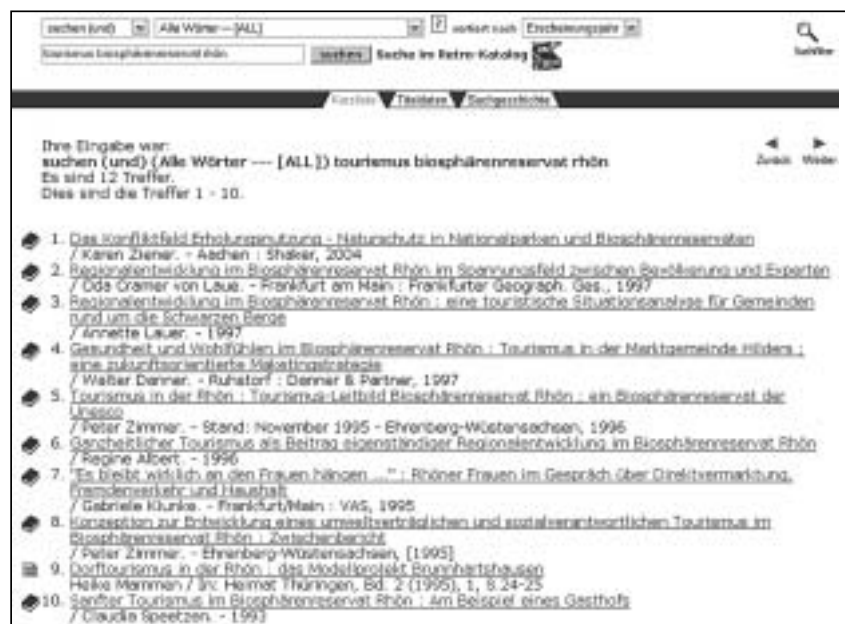 suchen (und) Alle Wörter --- [ALL] ? sortiert nach Erscheinungsjahr
tourismus biosphärenreservat rhön suchen Suche im Retro-Katalog
Kurzliste Titeldaten Suchgeschichte
Ihre Eingabe war:
suchen (und) (Alle Wörter --- [ALL]) tourismus biosphärenreservat rhön
Es sind 12 Treffer.
Dies sind die Treffer 1 - 10.
Zurück Weiter
1. Das Konfliktfeld Erholungsnutzung - Naturschutz in Nationalparken und Biosphärenreservaten
/ Karen Ziener. - Aachen : Shaker, 2004
2. Regionalentwicklung im Biosphärenreservat Rhön im Spannungsfeld zwischen Bevölkerung und Experten
/ Oda Cramer von Laue. - Frankfurt am Main : Frankfurter Geograph. Ges., 1997
3. Regionalentwicklung im Biosphärenreservat Rhön : eine touristische Situationsanalyse für Gemeinden
rund um die Schwarzen Berge
/ Annette Lauer. - 1997
4. Gesundheit und Wohlfühlen im Biosphärenreservat Rhön : Tourismus in der Marktgemeinde Hilders ;
eine zukunftsorientierte Maketingstrategie
/ Walter Danner. - Ruhstorf : Danner & Partner, 1997
5. Tourismus in der Rhön : Tourismus-Leitbild Biosphärenreservat Rhön ; ein Biosphärenreservat der
Unesco
/ Peter Zimmer. - Stand: November 1995 - Ehrenberg-Wüstensachsen, 1996
6. Ganzheitlicher Tourismus als Beitrag eigenständiger Regionalentwicklung im Biosphärenreservat Rhön
/ Regine Albert. - 1996
7. "Es bleibt wirklich an den Frauen hängen ..." : Rhöner Frauen im Gespräch über Direktvermarktung,
Fremdenverkehr und Haushalt
/ Gabriele Klunke. - Frankfurt/Main : VAS, 1995
8. Konzeption zur Entwicklung eines umweltverträglichen und sozialverantwortlichen Tourismus im
Biosphärenreservat Rhön : Zwischenbericht
/ Peter Zimmer. - Ehrenberg-Wüstensachsen, [1995]
9. Dorftourismus in der Rhön : das Modellprojekt Brunnhartshausen
Heike Mammen / In: Heimat Thüringen, Bd. 2 (1995), 1, S.24-25
10. Sanfter Tourismus im Biosphärenreservat Rhön : Am Beispiel eines Gasthofs
/ Claudia Speetzen. - 1993